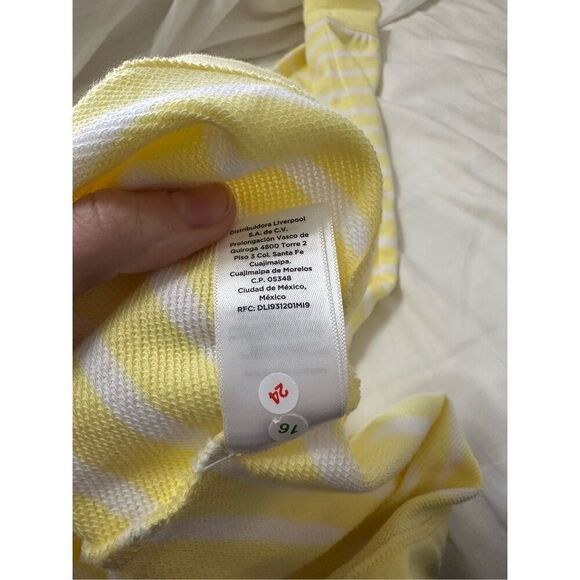 Distribuidora Liverpool
S.A. de C.V.
Prolongación Vasco de
Quiroga 4800 Torre 2
Piso 3 Col. Santa Fe
Cuajimalpa.
Cuajimalpa de Morelos
C.P. 05348
Ciudad de México,
México
RFC: DLI931201MI9
24
16